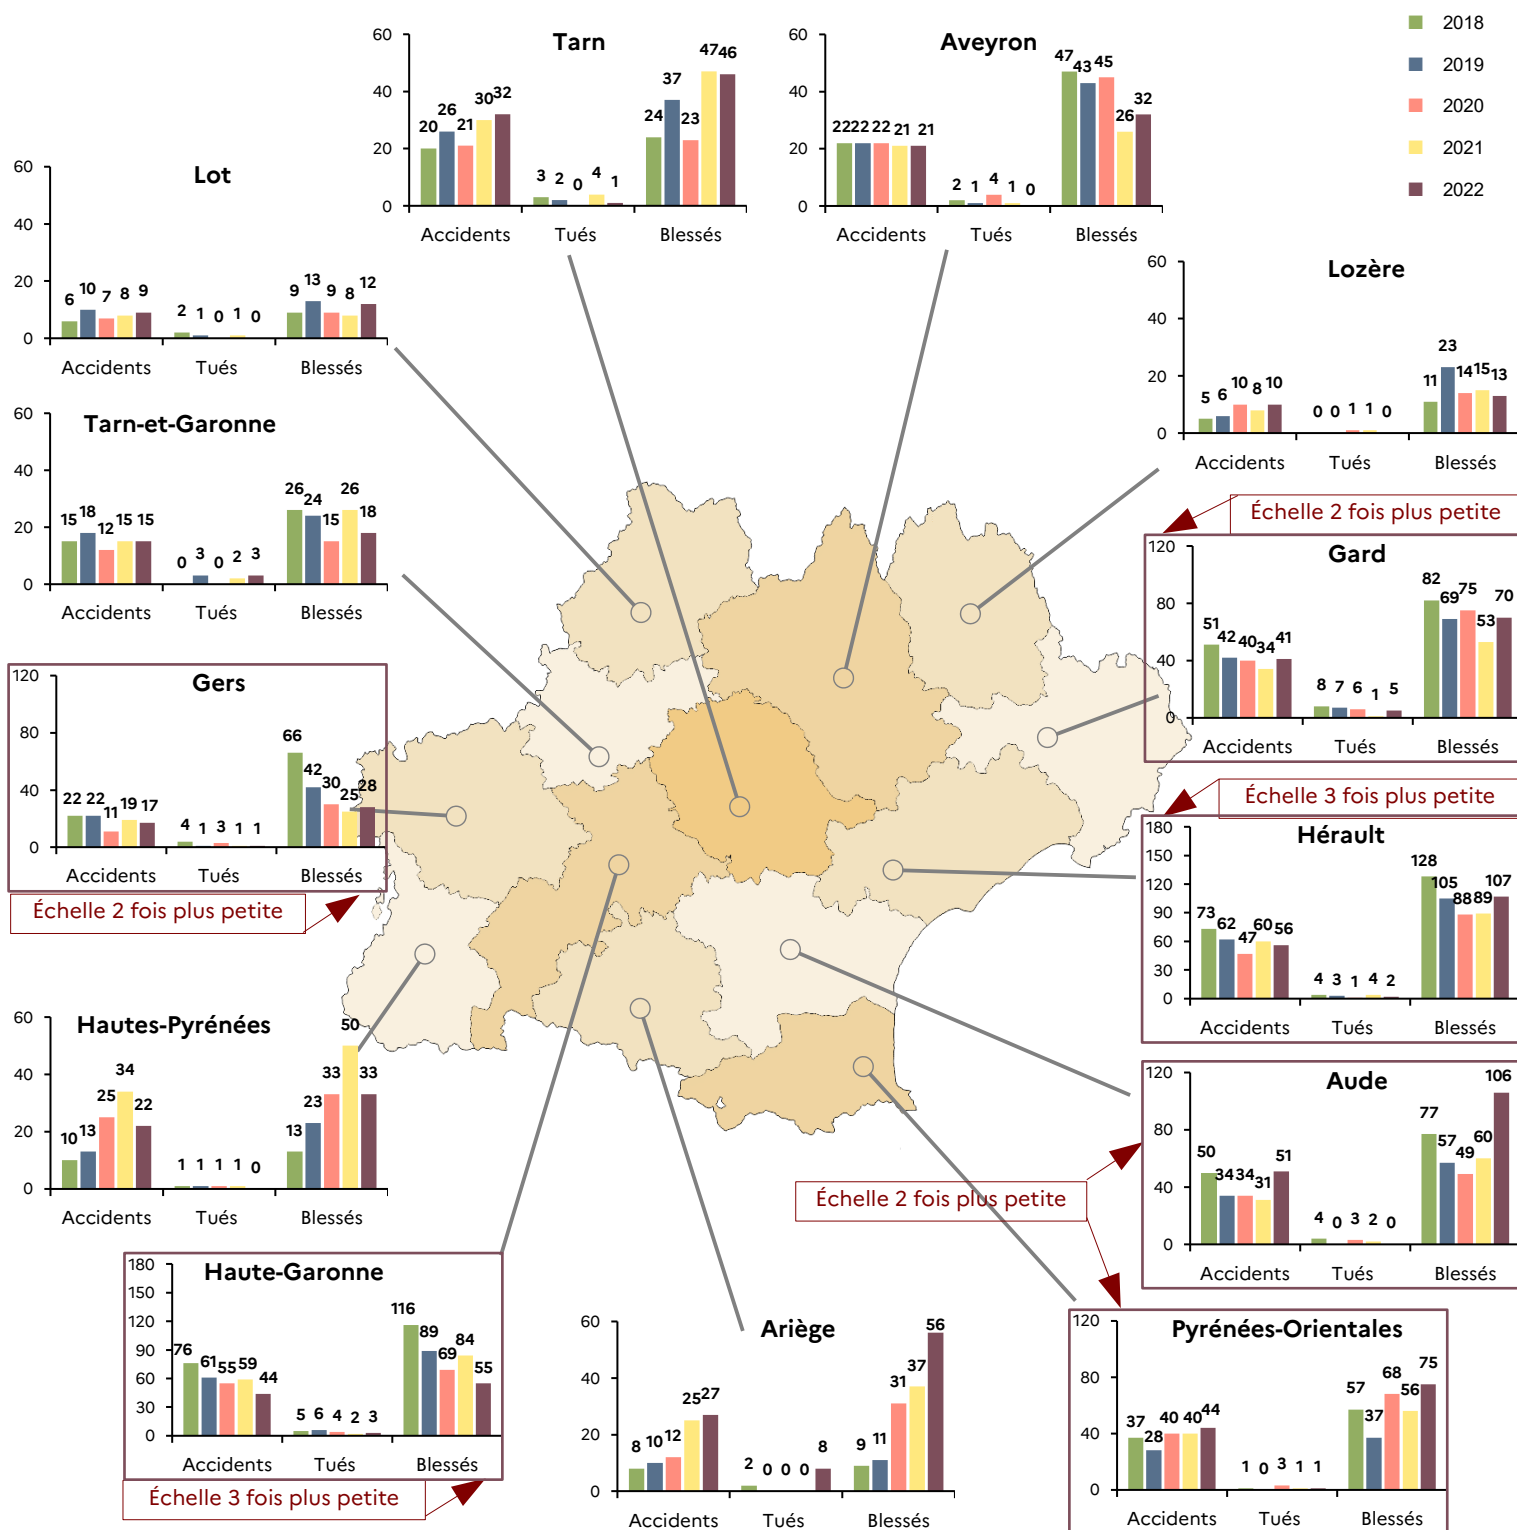 2018
2019
2020
2021
2022
Tarn
60
40
20
0
20 26 21 30 32
3 2 0 4 1
24 37 23 47 46
Accidents Tués Blessés
Aveyron
60
40
20
0
22 22 22 21 21
2 1 4 1 0
47 43 45 26 32
Accidents Tués Blessés
Lot
60
40
20
0
6 10 7 8 9
2 1 0 1 0
9 13 9 8 12
Accidents Tués Blessés
Lozère
60
40
20
0
5 6 10 8 10
0 0 1 1 0
11 23 14 15 13
Accidents Tués Blessés
Tarn-et-Garonne
60
40
20
0
15 18 12 15 15
0 3 0 2 3
26 24 15 26 18
Accidents Tués Blessés
Échelle 2 fois plus petite
Gard
120
80
40
0
51 42 40 34 41
8 7 6 1 5
82 69 75 53 70
Accidents Tués Blessés
Gers
120
80
40
0
22 22 11 19 17
4 1 3 1 1
66 42 30 25 28
Accidents Tués Blessés
Échelle 2 fois plus petite
Échelle 3 fois plus petite
Hérault
180
150
120
90
60
30
0
73 62 47 60 56
4 3 1 4 2
128 105 88 89 107
Accidents Tués Blessés
Hautes-Pyrénées
60
40
20
0
10 13 25 34 22
1 1 1 1 0
13 23 33 50 33
Accidents Tués Blessés
Aude
120
80
40
0
50 34 34 31 51
4 0 3 2 0
77 57 49 60 106
Accidents Tués Blessés
Échelle 2 fois plus petite
Haute-Garonne
180
150
120
90
60
30
0
76 61 55 59 44
5 6 4 2 3
116 89 69 84 55
Accidents Tués Blessés
Échelle 3 fois plus petite
Ariège
60
40
20
0
8 10 12 25 27
2 0 0 0 8
9 11 31 37 56
Accidents Tués Blessés
Pyrénées-Orientales
120
80
40
0
37 28 40 40 44
1 0 3 1 1
57 37 68 56 75
Accidents Tués Blessés